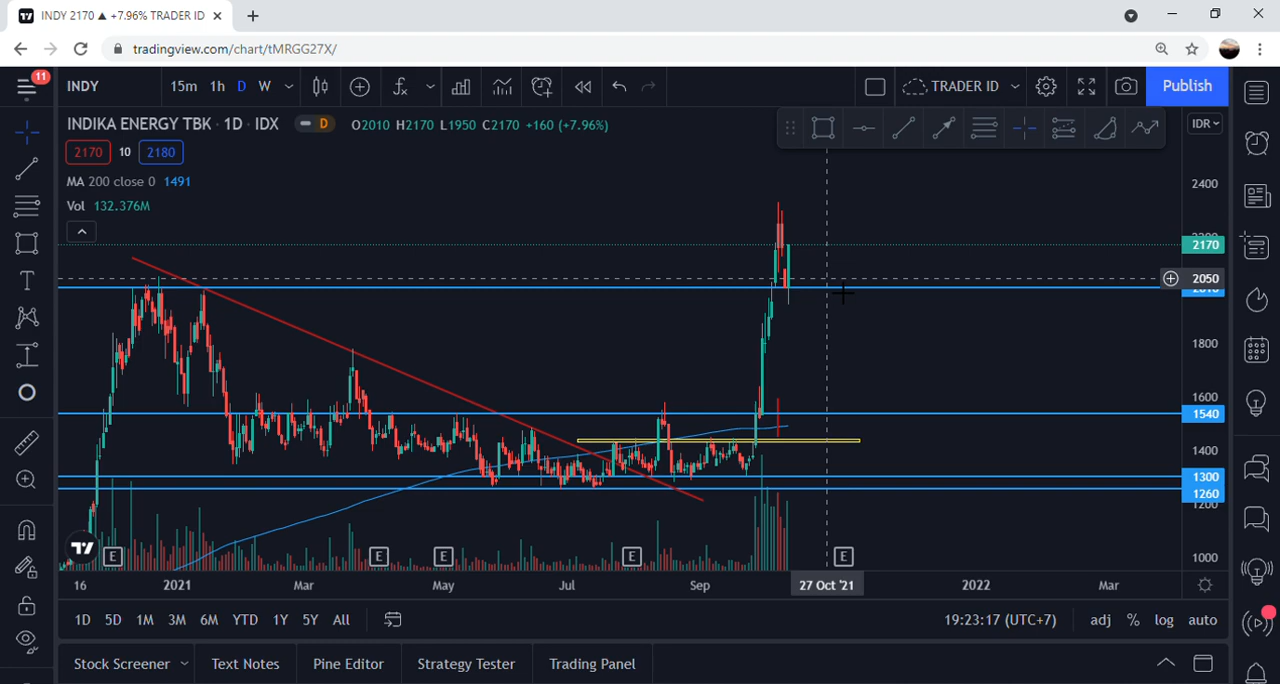 INDY 2170 ▲ +7.96% TRADER ID
tradingview.com/chart/tMRGG27X/
11
INDY
15m 1h D W
TRADER ID
Publish
INDIKA ENERGY TBK · 1D · IDX
D
O2010 H2170 L1950 C2170 +160 (+7.96%)
IDR
2170 10 2180
MA 200 close 0 1491
Vol 132.376M
2400
2170
2050
1800
1600
1540
1400
1300
1260
1200
1000
E E E E E
16 2021 Mar May Jul Sep 27 Oct '21 2022 Mar
1D 5D 1M 3M 6M YTD 1Y 5Y All
19:23:17 (UTC+7) adj % log auto
Stock Screener Text Notes Pine Editor Strategy Tester Trading Panel